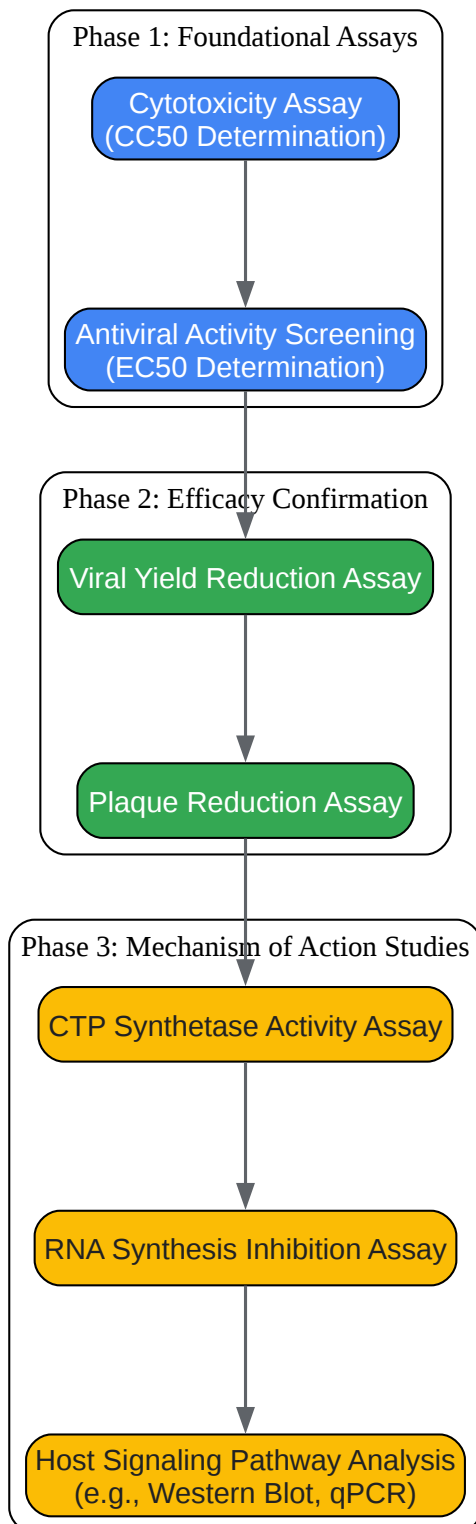 Phase 1: Foundational Assays
Cytotoxicity Assay
(CC50 Determination)
Antiviral Activity Screening
(EC50 Determination)
Phase 2: Efficacy Confirmation
Viral Yield Reduction Assay
Plaque Reduction Assay
Phase 3: Mechanism of Action Studies
CTP Synthetase Activity Assay
RNA Synthesis Inhibition Assay
Host Signaling Pathway Analysis
(e.g., Western Blot, qPCR)